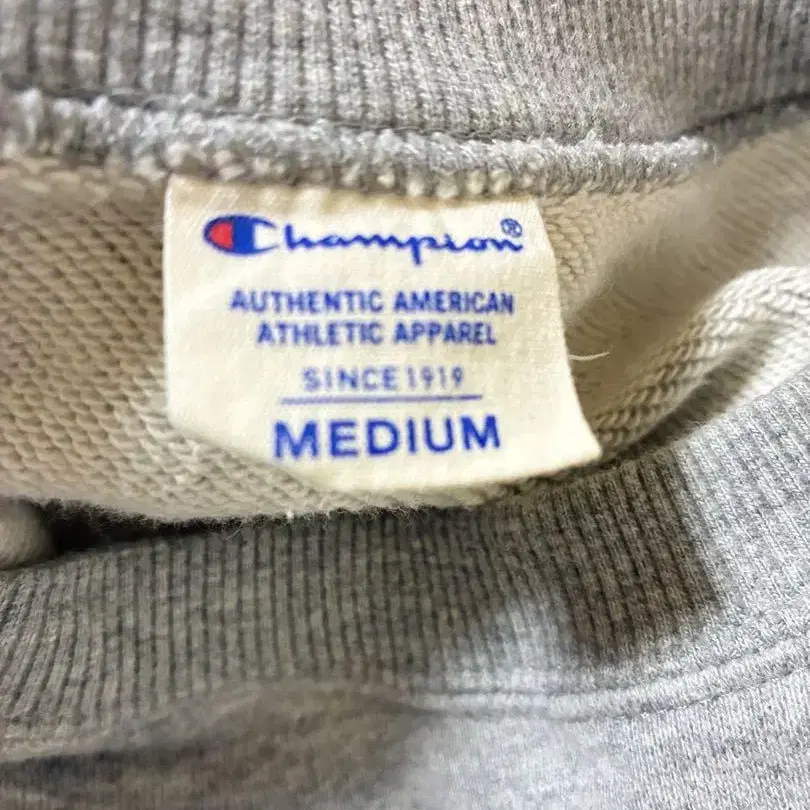 Champion®
AUTHENTIC AMERICAN
ATHLETIC APPAREL
SINCE 1919
MEDIUM